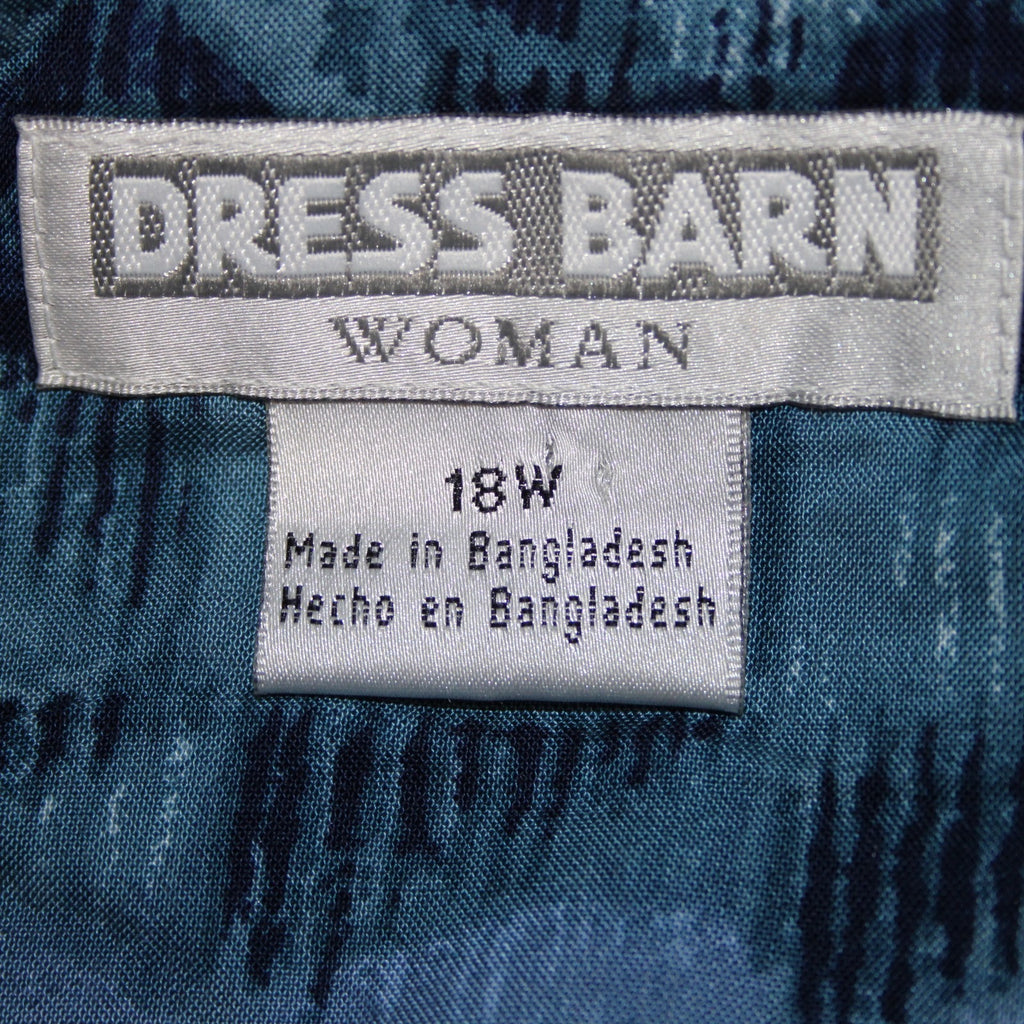 DRESS BARN
WOMAN
18W
Made in Bangladesh
Hecho en Bangladesh